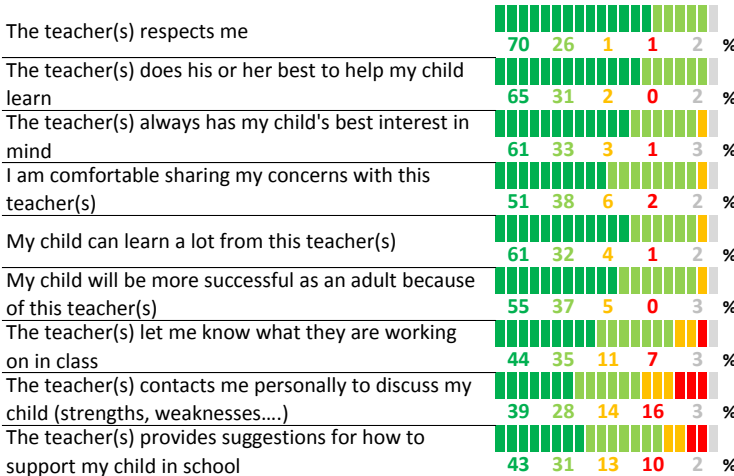 The teacher(s) respects me
70 26 1 1 2 %
The teacher(s) does his or her best to help my child
learn
65 31 2 0 2 %
The teacher(s) always has my child's best interest in
mind
61 33 3 1 3 %
I am comfortable sharing my concerns with this
teacher(s)
51 38 6 2 2 %
My child can learn a lot from this teacher(s)
61 32 4 1 2 %
My child will be more successful as an adult because
of this teacher(s)
55 37 5 0 3 %
The teacher(s) let me know what they are working
on in class
44 35 11 7 3 %
The teacher(s) contacts me personally to discuss my
child (strengths, weaknesses....)
39 28 14 16 3 %
The teacher(s) provides suggestions for how to
support my child in school
43 31 13 10 2 %